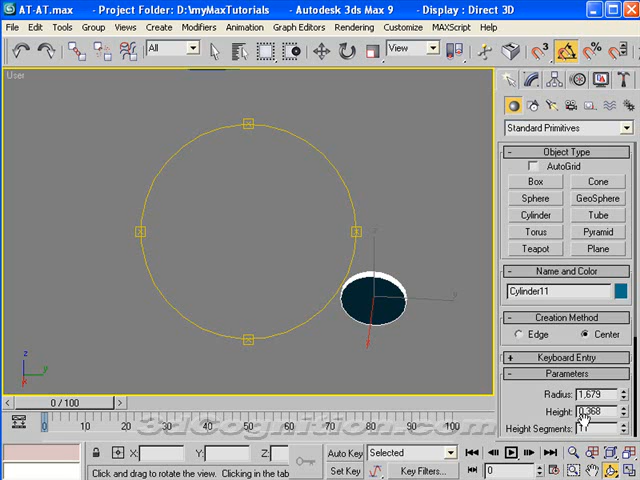 AT-AT.max - Project Folder: D:\myMaxTutorials - Autodesk 3ds Max 9 - Display : Direct 3D
File Edit Tools Group Views Create Modifiers Animation Graph Editors Rendering Customize MAXScript Help
All View 3
User
Standard Primitives
- Object Type
AutoGrid
Box Cone
Sphere GeoSphere
Cylinder Tube
Torus Pyramid
Teapot Plane
- Name and Color
Cylinder11
- Creation Method
Edge Center
+ Keyboard Entry
- Parameters
Radius: 1,679
Height: 0,368
Height Segments: 1
z
y
x
z
y
0 / 100
0 10 20 30 40 50 60 70 80 90 100
3dCognition.com
X: Y: Z: Auto Key Selected
Click and drag to rotate the view. Clicking in the tab Set Key Key Filters... 0